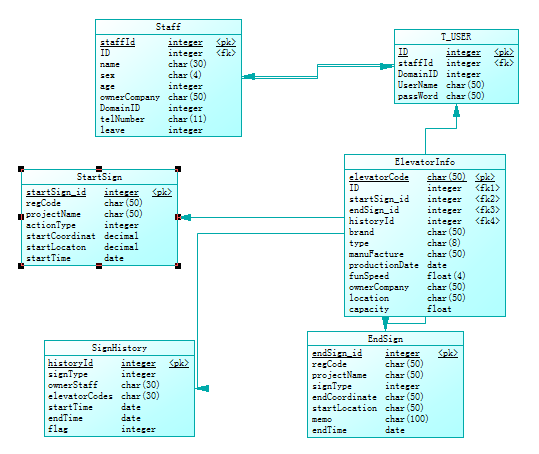 Staff
staffId integer <pk>
ID integer <fk>
name char(30)
sex char(4)
age integer
ownerCompany char(50)
DomainID integer
telNumber char(11)
leave integer
T_USER
ID integer <pk>
staffId integer <fk>
DomainID integer
UserName char(50)
passWord char(50)
StartSign
startSign_id integer <pk>
regCode char(50)
projectName char(50)
actionType integer
startCoordinat decimal
startLocaton decimal
startTime date
ElevatorInfo
elevatorCode char(50) <pk>
ID integer <fk1>
startSign_id integer <fk2>
endSign_id integer <fk3>
historyId integer <fk4>
brand char(50)
type char(8)
manuFacture char(50)
productionDate date
funSpeed float(4)
ownerCompany char(50)
location char(50)
capacity float
SignHistory
historyId integer <pk>
signType integer
ownerStaff char(30)
elevatorCodes char(30)
startTime date
endTime date
flag integer
EndSign
endSign_id integer <pk>
regCode char(50)
projectName char(50)
signType integer
endCoordinate char(50)
startLocation char(50)
memo char(100)
endTime date